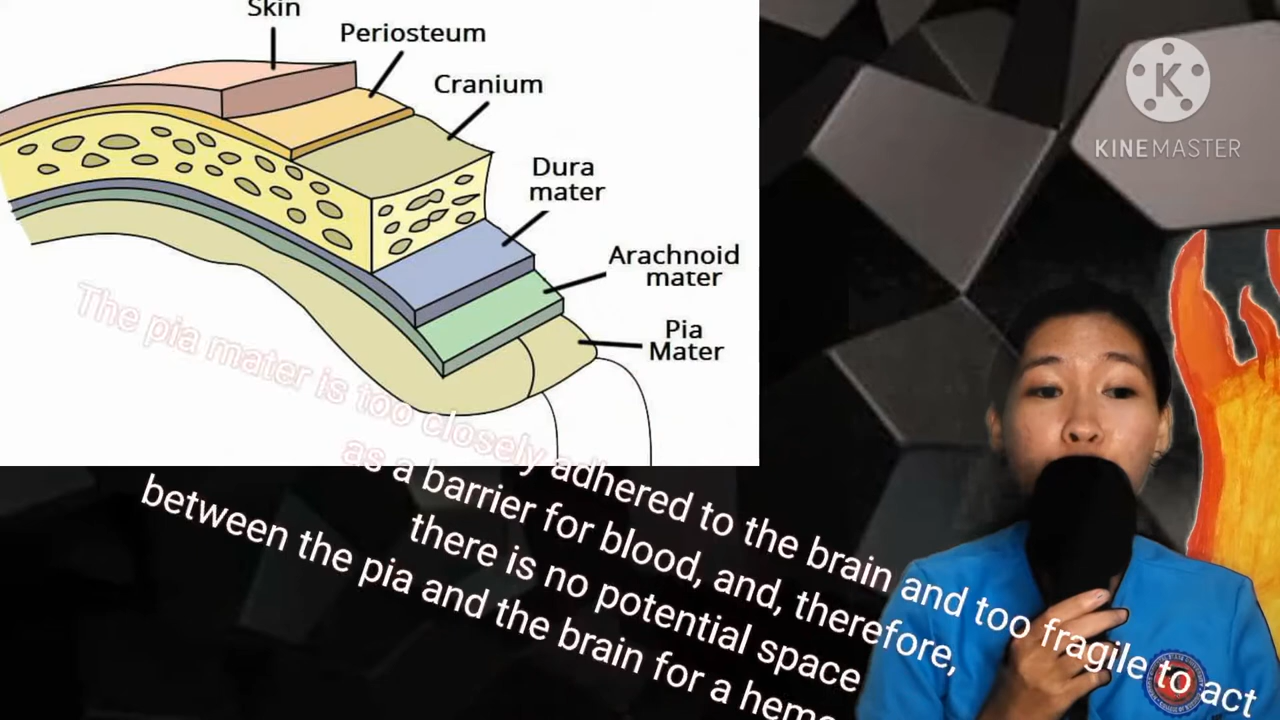 Skin
Periosteum
Cranium
Dura
mater
Arachnoid
mater
Pia
Mater
K
KINEMASTER
The pia mater is too closely adhered to the brain and too fragile to act
as a barrier for blood, and, therefore,
there is no potential space
between the pia and the brain for a